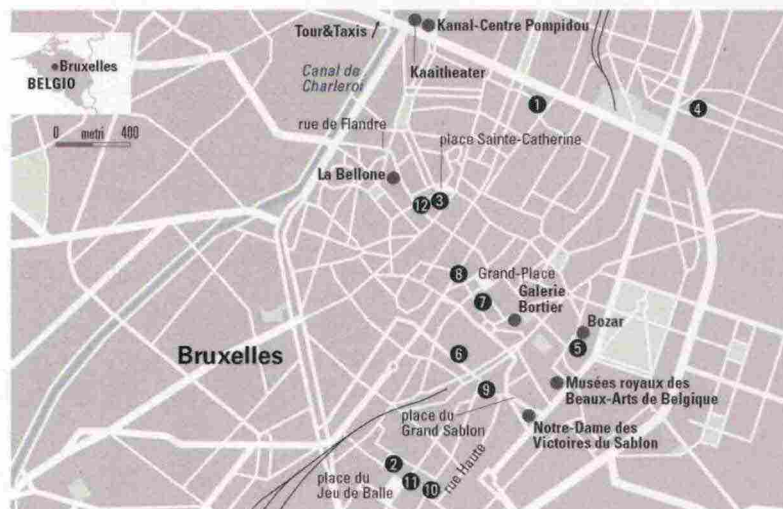 Tour&Taxis
Kanal-Centre Pompidou
Bruxelles
BELGIO
Canal de
Charleroi
Kaaitheater
0 metri 400
1
4
rue de Flandre
place Sainte-Catherine
La Bellone
12
3
8
Grand-Place
7
Galerie
Bortier
Bozar
5
Bruxelles
6
9
Musées royaux des
Beaux-Arts de Belgique
place du
Grand Sablon
Notre-Dame des
Victoires du Sablon
2
rue Haute
place du
Jeu de Balle
11
10